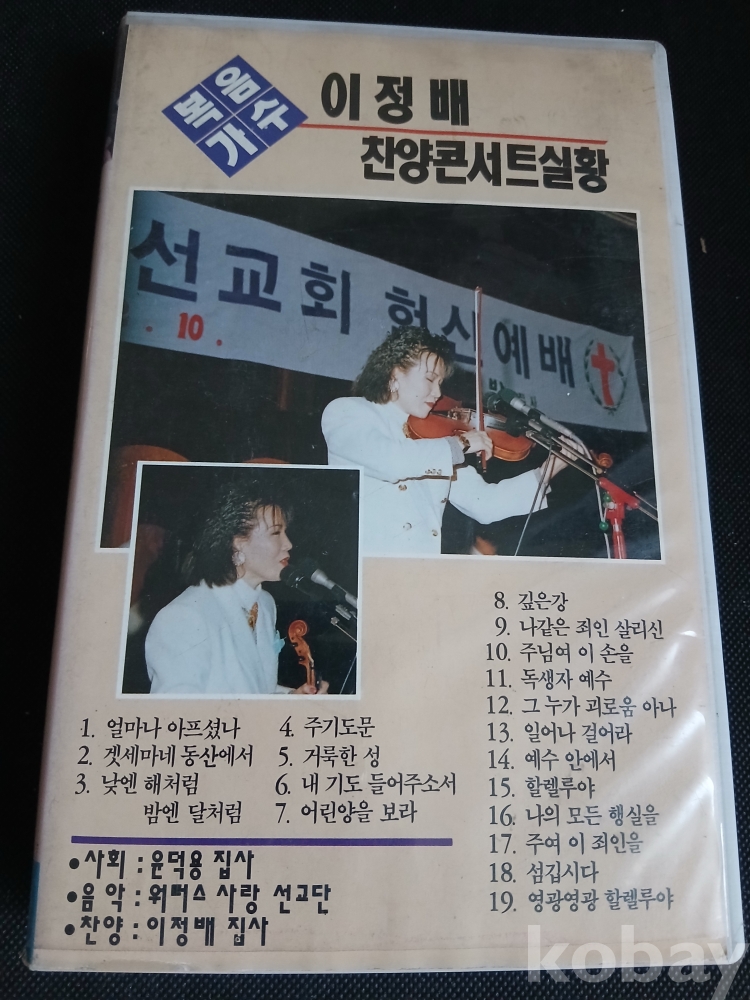 복음
가수
이정배
찬양콘서트실황
선교회 헌신예배
. 10 .
1. 얼마나 아프셨나
2. 겟세마네 동산에서
3. 낮엔 해처럼
밤엔 달처럼
4. 주기도문
5. 거룩한 성
6. 내 기도 들어주소서
7. 어린양을 보라
8. 깊은강
9. 나같은 죄인 살리신
10. 주님여 이 손을
11. 독생자 예수
12. 그 누가 괴로움 아나
13. 일어나 걸어라
14. 예수 안에서
15. 할렐루야
16. 나의 모든 행실을
17. 주여 이 죄인을
18. 섬집시다
19. 영광영광 할렐루야
•사회 : 윤덕용 집사
•음악 : 워퍼스 사랑 선교단
•찬양 : 이정배 집사
kobay